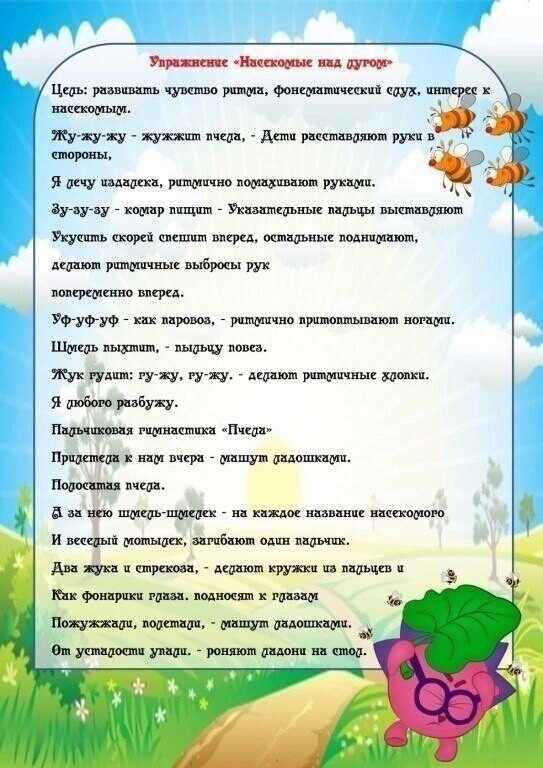 Упражнение «Насекомые над лугом»
Цель: развивать чувство ритма, фонематический слух, интерес к
насекомым.
Жу-жу-жу - жужжит пчела, - Дети расставляют руки в
стороны,
Я лечу издалека, ритмично помахивают руками.
Зу-зу-зу - комар пищит - Указательные пальцы выставляют
Укусить скорей спешит вперед, остальные поднимают,
делают ритмичные выбросы рук
попеременно вперед.
Уф-уф-уф - как паровоз, - ритмично притоптывают ногами.
Шмель пыхтит, - пыльцу повез.
Жук гудит: гу-жу, гу-жу. - делают ритмичные хлопки.
Я любого разбужу.
Пальчиковая гимнастика «Пчела»
Прилетела к нам вчера - машут ладошками.
Полосатая пчела.
А за нею шмель-шмелек - на каждое название насекомого
И веселый мотылек, загибают один пальчик.
Два жука и стрекоза, - делают кружки из пальцев и
Как фонарики глаза. подносят к глазам
Пожужжали, полетали, - машут ладошками.
От усталости упали. - роняют ладони на стол.